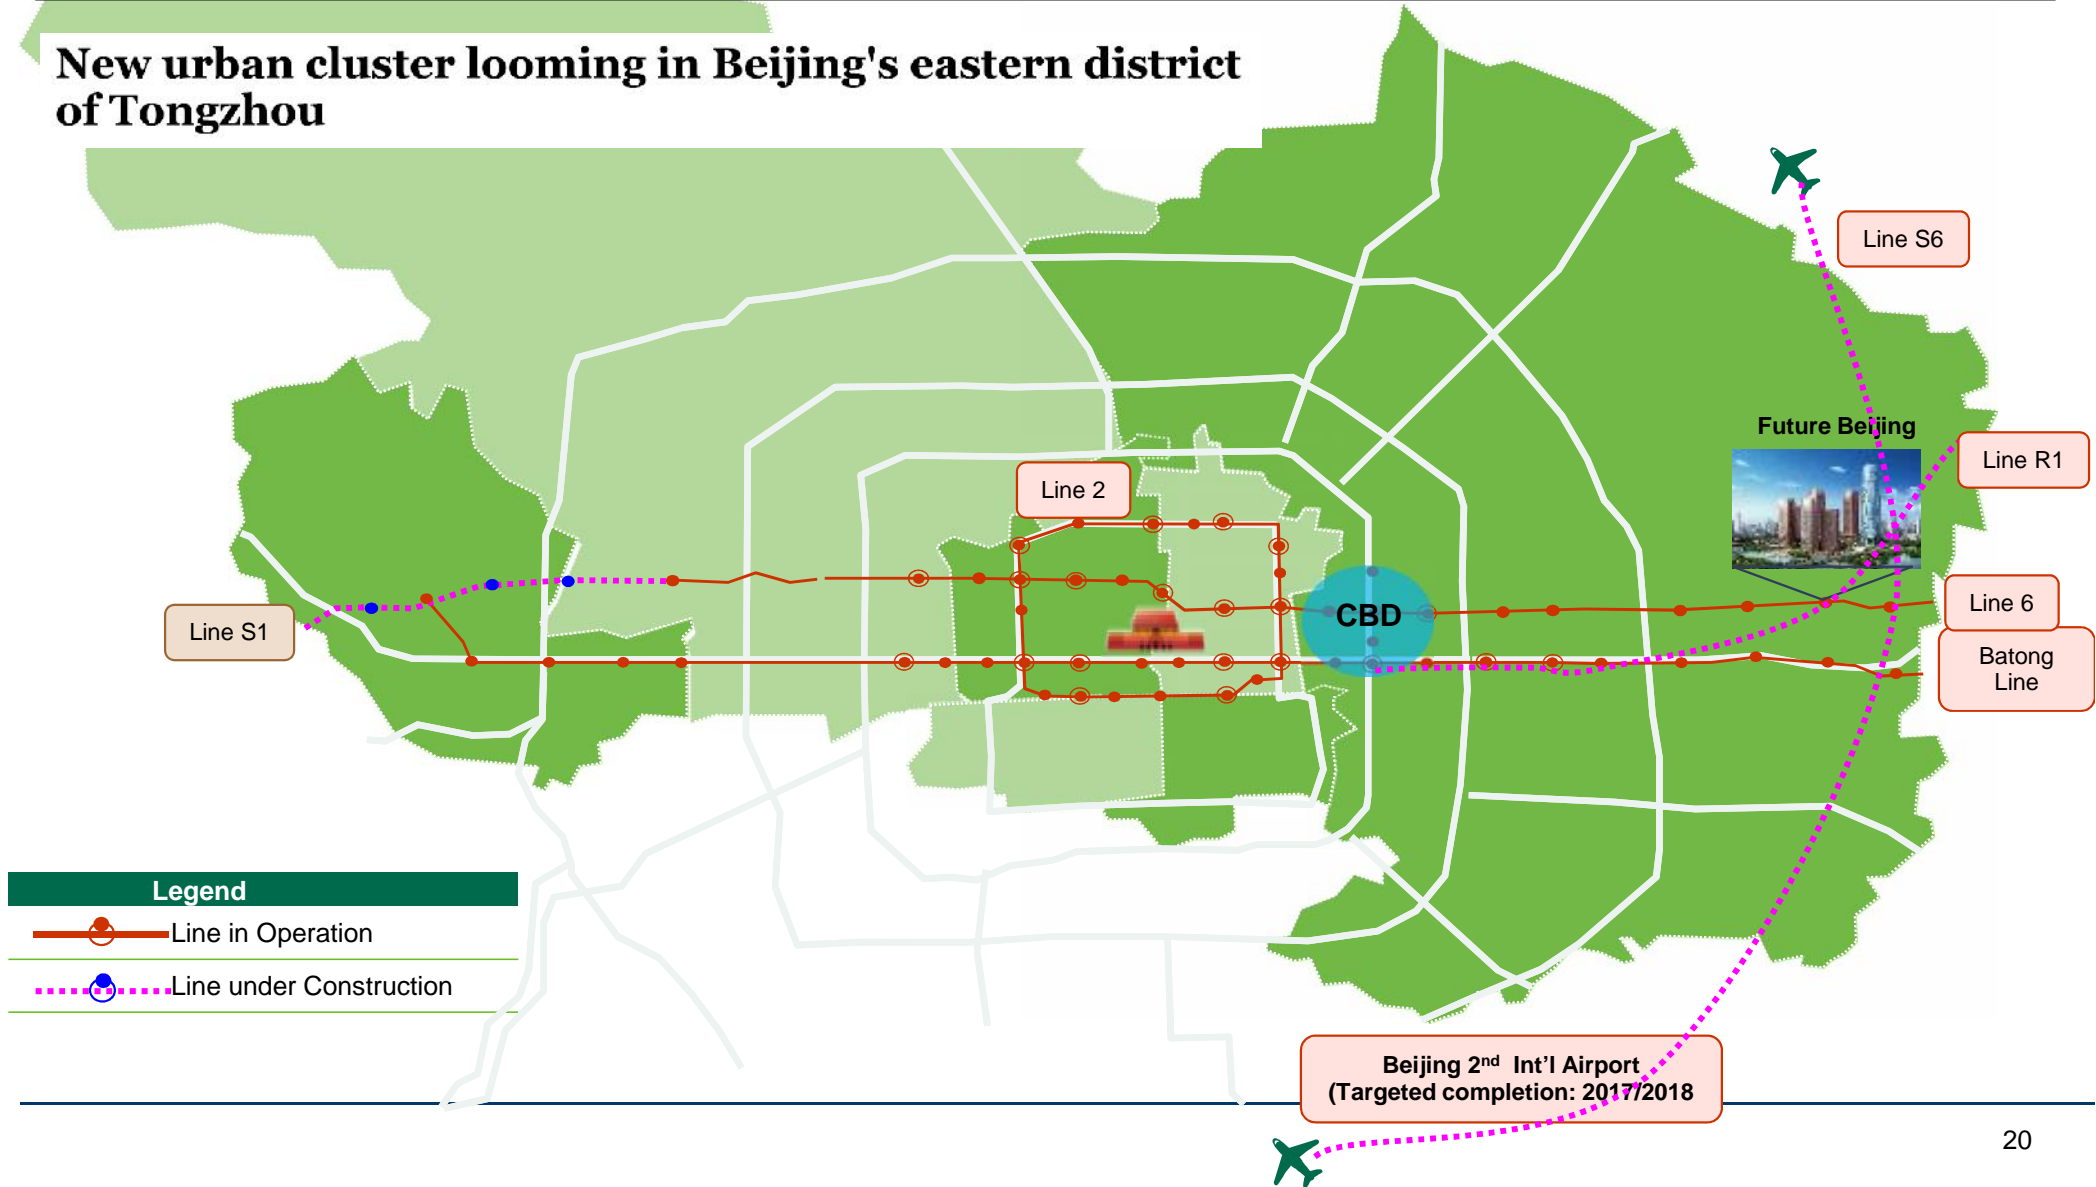 New urban cluster looming in Beijing's eastern district
of Tongzhou
Line S6
Future Beijing
Line R1
Line 2
Line 6
CBD
Line S1
Batong
Line
Legend
Line in Operation
Line under Construction
Beijing 2nd Int’l Airport
(Targeted completion: 2017/2018
20